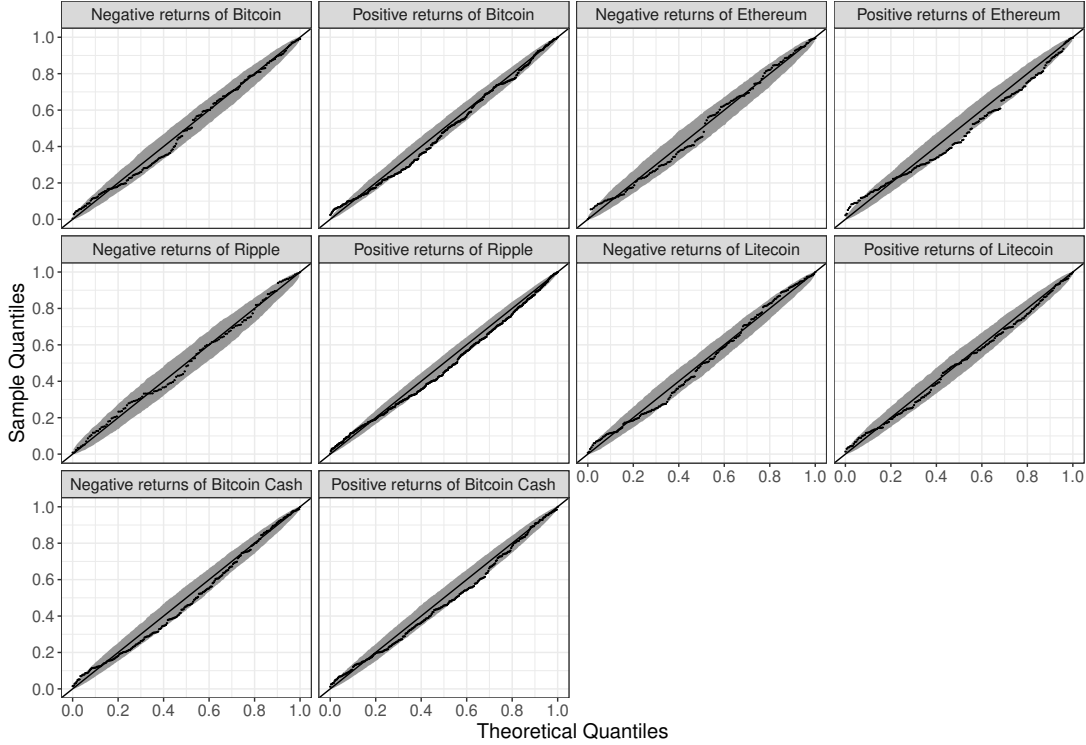 Negative returns of Bitcoin
Positive returns of Bitcoin
Negative returns of Ethereum
Positive returns of Ethereum
1.0
0.8
0.6
0.4
0.2
0.0
Negative returns of Ripple
Positive returns of Ripple
Negative returns of Litecoin
Positive returns of Litecoin
1.0
0.8
0.6
0.4
0.2
0.0
Sample Quantiles
0.0 0.2 0.4 0.6 0.8 1.0
0.0 0.2 0.4 0.6 0.8 1.0
Negative returns of Bitcoin Cash
Positive returns of Bitcoin Cash
1.0
0.8
0.6
0.4
0.2
0.0
0.0 0.2 0.4 0.6 0.8 1.0
0.0 0.2 0.4 0.6 0.8 1.0
Theoretical Quantiles